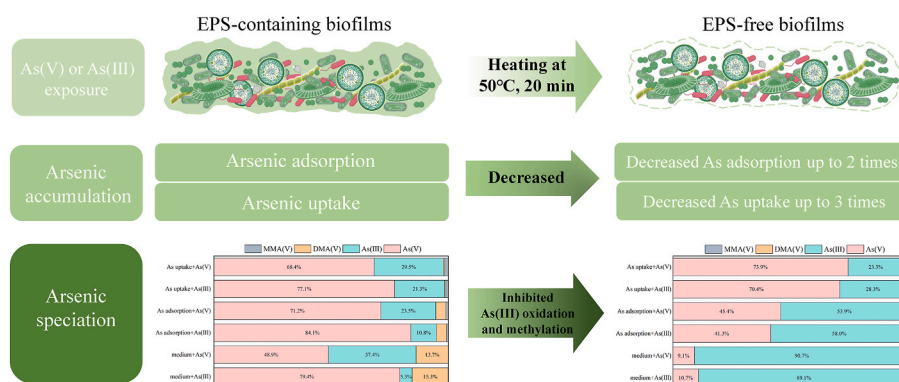 EPS-containing biofilms
EPS-free biofilms
As(V) or As(III)
exposure
Heating at
50℃, 20 min
Arsenic
accumulation
Arsenic adsorption
Arsenic uptake
Decreased
Decreased As adsorption up to 2 times
Decreased As uptake up to 3 times
Arsenic
speciation
MMA(V) DMA(V) As(III) As(V)
As uptake+As(V) 68.4% 29.5%
As uptake+As(III) 77.1% 21.3%
As adsorption+As(V) 71.2% 23.5%
As adsorption+As(III) 84.1% 10.8%
medium+As(V) 48.9% 37.4% 13.7%
medium+As(III) 79.4% 5.3% 15.3%
Inhibited
As(III) oxidation
and methylation
MMA(V) DMA(V) As(III) As(V)
As uptake+As(V) 73.9% 23.3%
As uptake+As(III) 70.4% 28.3%
As adsorption+As(V) 45.4% 53.9%
As adsorption+As(III) 41.3% 58.0%
medium+As(V) 9.1% 90.7%
medium+As(III) 10.7% 89.1%